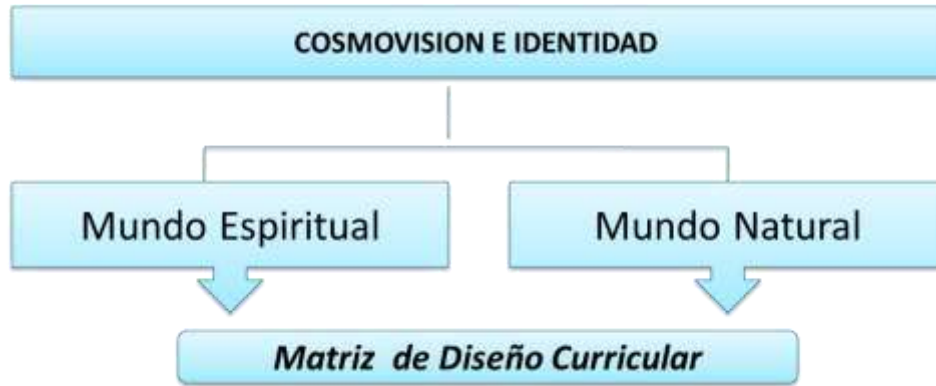 COSMOVISION E IDENTIDAD
Mundo Espiritual
Mundo Natural
Matriz de Diseño Curricular